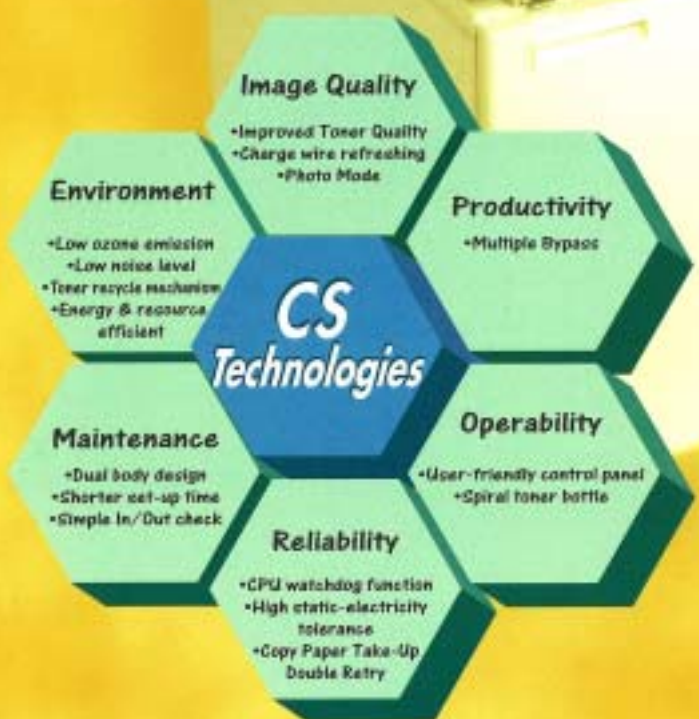 Image Quality
•Improved Toner Quality
•Charge wire refreshing
•Photo Mode
Environment
•Low ozone emission
•Low noise level
•Toner recycle mechanism
•Energy & resource
efficient
Productivity
•Multiple Bypass
CS
Technologies
Maintenance
•Dual body design
•Shorter set-up time
•Simple In/Out check
Operability
•User-friendly control panel
•Spiral toner bottle
Reliability
•CPU watchdog function
•High static-electricity
tolerance
•Copy Paper Take-Up
Double Retry